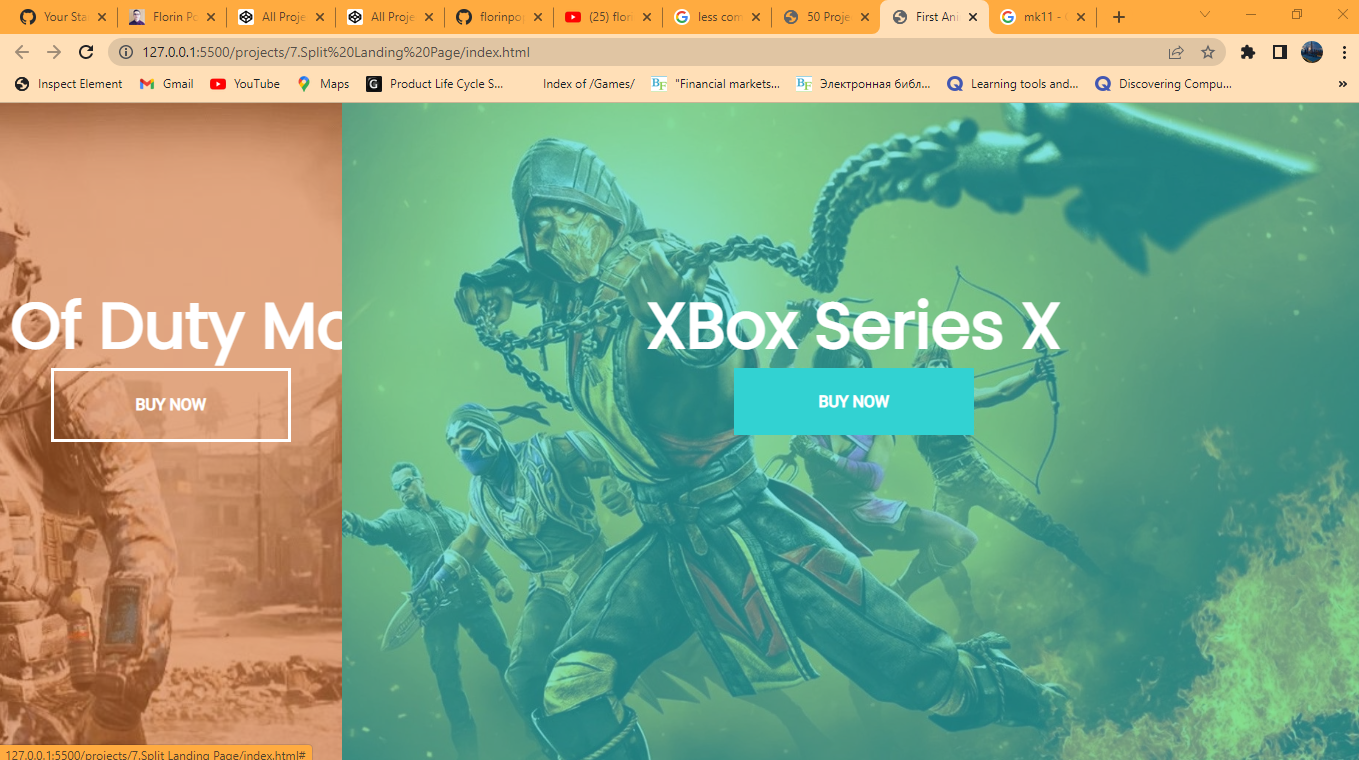 Your Sta
Florin Po
All Proje
All Proje
florinpop
(25) flori
less com
50 Proje
First Ani
mk11 - G
127.0.0.1:5500/projects/7.Split%20Landing%20Page/index.html
Inspect Element
Gmail
YouTube
Maps
Product Life Cycle S...
Index of /Games/
"Financial markets...
Электронная библ...
Learning tools and...
Discovering Compu...
»
Of Duty Mo
BUY NOW
XBox Series X
BUY NOW
127.0.0.1:5500/projects/7.Split Landing Page/index.html#